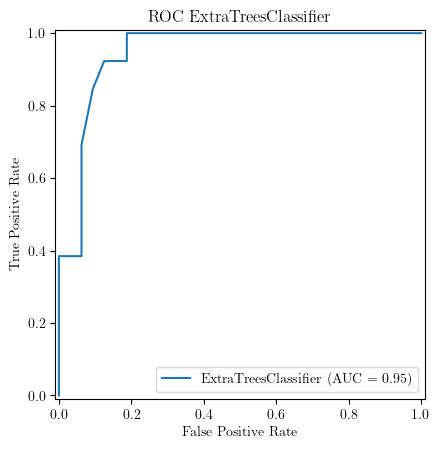 ROC ExtraTreesClassifier
1.0
0.8
0.6
0.4
0.2
0.0
True Positive Rate
ExtraTreesClassifier (AUC = 0.95)
0.0 0.2 0.4 0.6 0.8 1.0
False Positive Rate